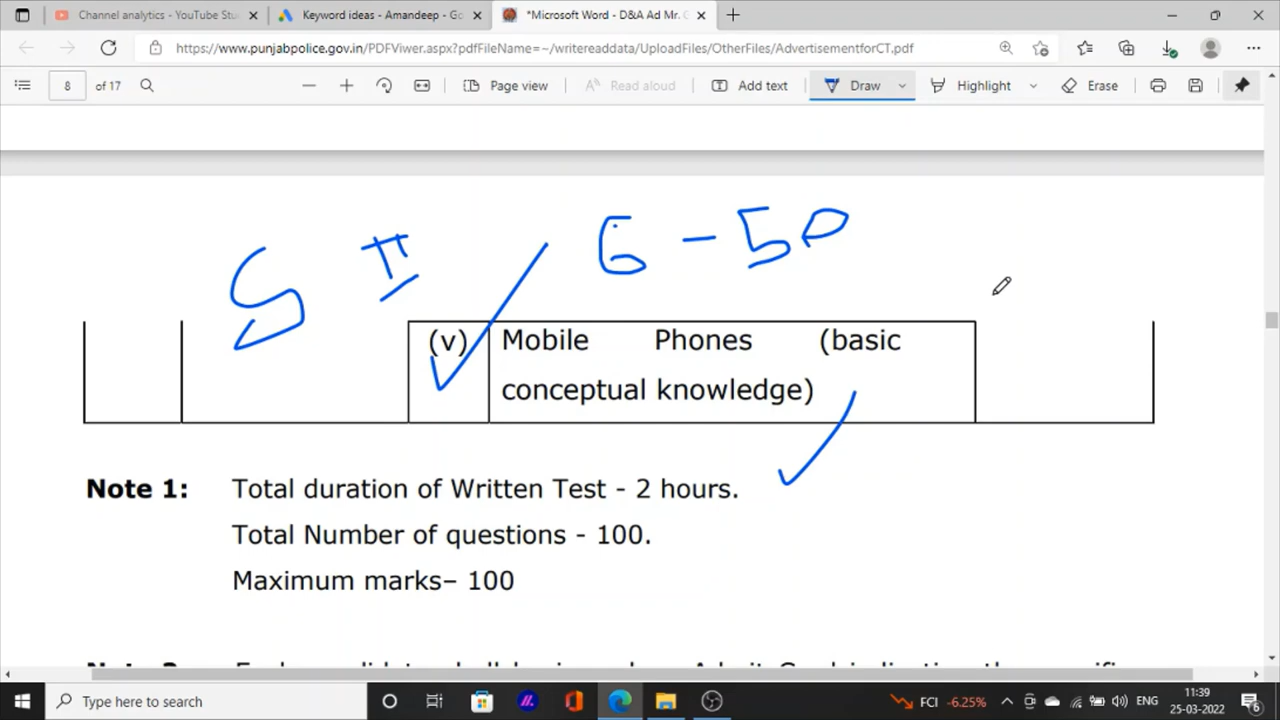 Channel analytics - YouTube Stu
Keyword ideas - Amandeep - Go
*Microsoft Word - D&A Ad Mr. G
https://www.punjabpolice.gov.in/PDFViwer.aspx?pdfFileName=~/writereaddata/UploadFiles/OtherFiles/AdvertisementforCT.pdf
8 of 17 Page view Read aloud Add text Draw Highlight Erase
S II 6 - 50
(v) Mobile Phones (basic
conceptual knowledge)
Note 1: Total duration of Written Test - 2 hours.
Total Number of questions - 100.
Maximum marks– 100
Type here to search FCI -6.25% ENG 11:39
25-03-2022 6